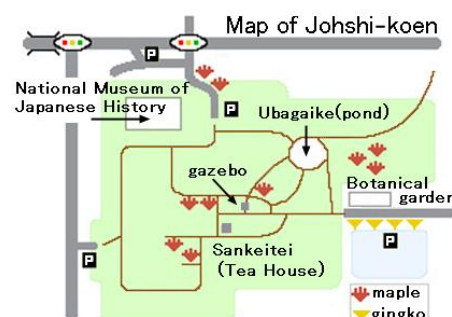 Map of Johshi-koen
P
National Museum of
Japanese History
P
Ubagaike(pond)
gazebo
Botanical
garden
P
P
Sankeitei
(Tea House)
maple
gingko